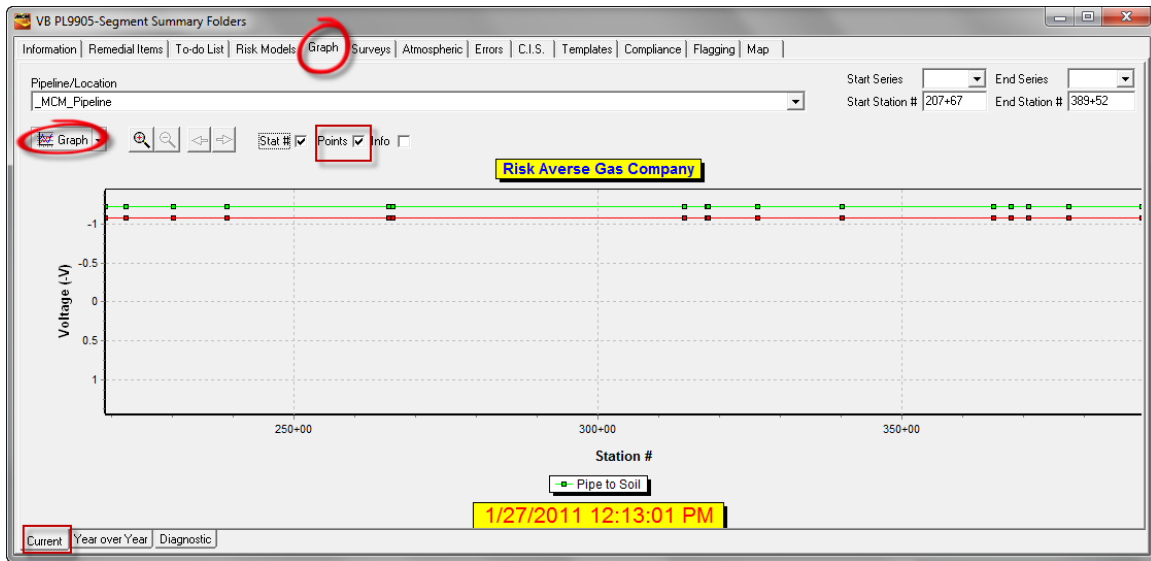 VB PL9905-Segment Summary Folders
Information Remedial Items To-do List Risk Models Graph Surveys Atmospheric Errors C.I.S. Templates Compliance Flagging Map
Pipeline/Location
_MCM_Pipeline
Start Series End Series
Start Station # 207+67 End Station # 389+52
Graph Stat # Points Info
Risk Averse Gas Company
Voltage (-V)
-1
-0.5
0
0.5
1
250+00 300+00 350+00
Station #
Pipe to Soil
1/27/2011 12:13:01 PM
Current Year over Year Diagnostic